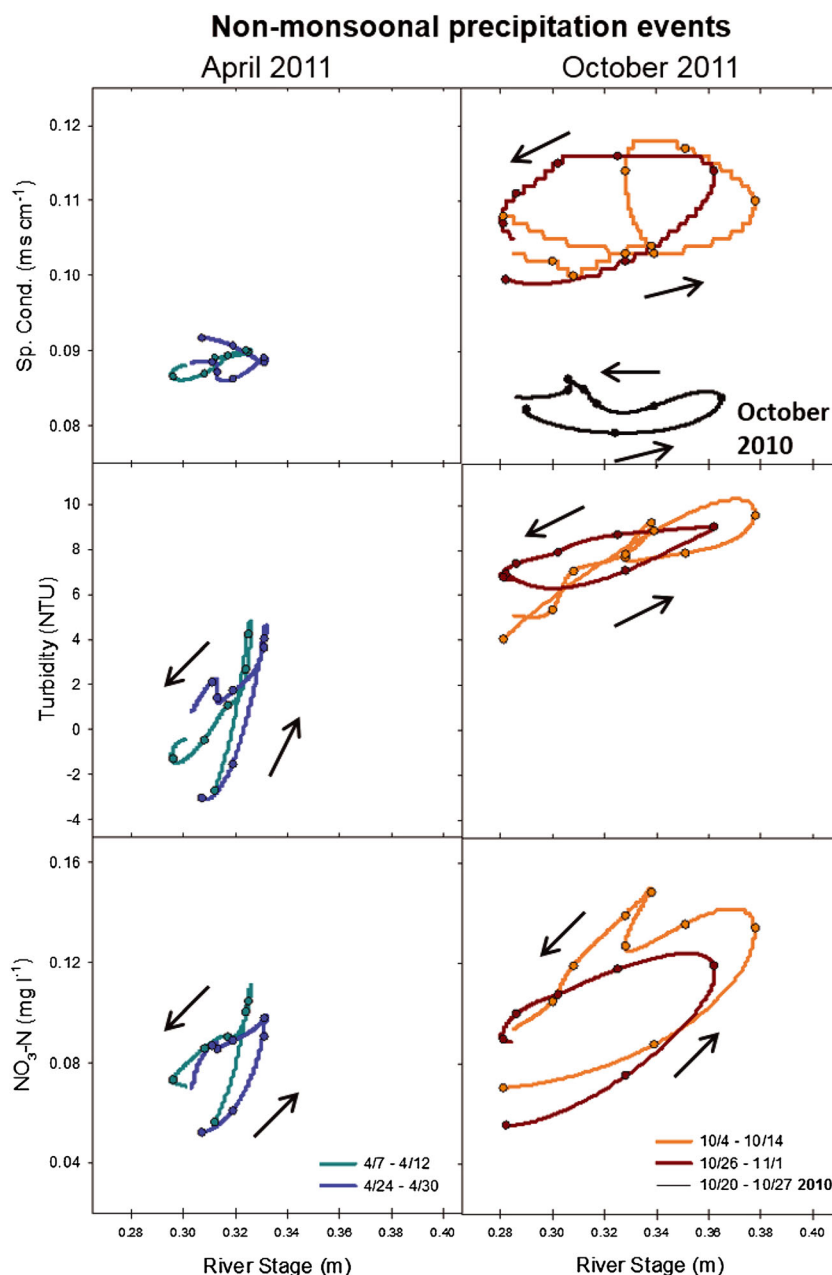 Non-monsoonal precipitation events
April 2011
October 2011
Sp. Cond. (ms cm⁻¹)
0.12
0.11
0.10
0.09
0.08
October
2010
Turbidity (NTU)
10
8
6
4
2
0
-2
-4
NO₃-N (mg l⁻¹)
0.16
0.12
0.08
0.04
4/7 - 4/12
4/24 - 4/30
10/4 - 10/14
10/26 - 11/1
10/20 - 10/27 2010
0.28 0.30 0.32 0.34 0.36 0.38 0.40
0.28 0.30 0.32 0.34 0.36 0.38 0.40
River Stage (m)
River Stage (m)